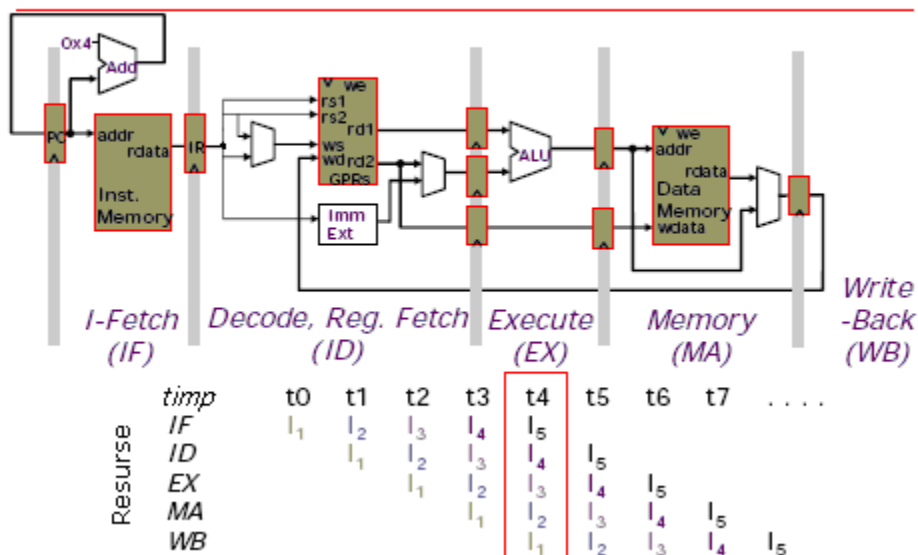 0x4
Add
PC
addr
rdata
Inst.
Memory
IR
we
rs1
rs2
rd1
ws
wd rd2
GPRs
Imm
Ext
ALU
we
addr
rdata
Data
Memory
wdata
I-Fetch
(IF)
Decode, Reg. Fetch
(ID)
Execute
(EX)
Memory
(MA)
Write
-Back
(WB)
Resurse
timp t0 t1 t2 t3 t4 t5 t6 t7 . . . .
IF I₁ I₂ I₃ I₄ I₅
ID I₁ I₂ I₃ I₄ I₅
EX I₁ I₂ I₃ I₄ I₅
MA I₁ I₂ I₃ I₄ I₅
WB I₁ I₂ I₃ I₄ I₅